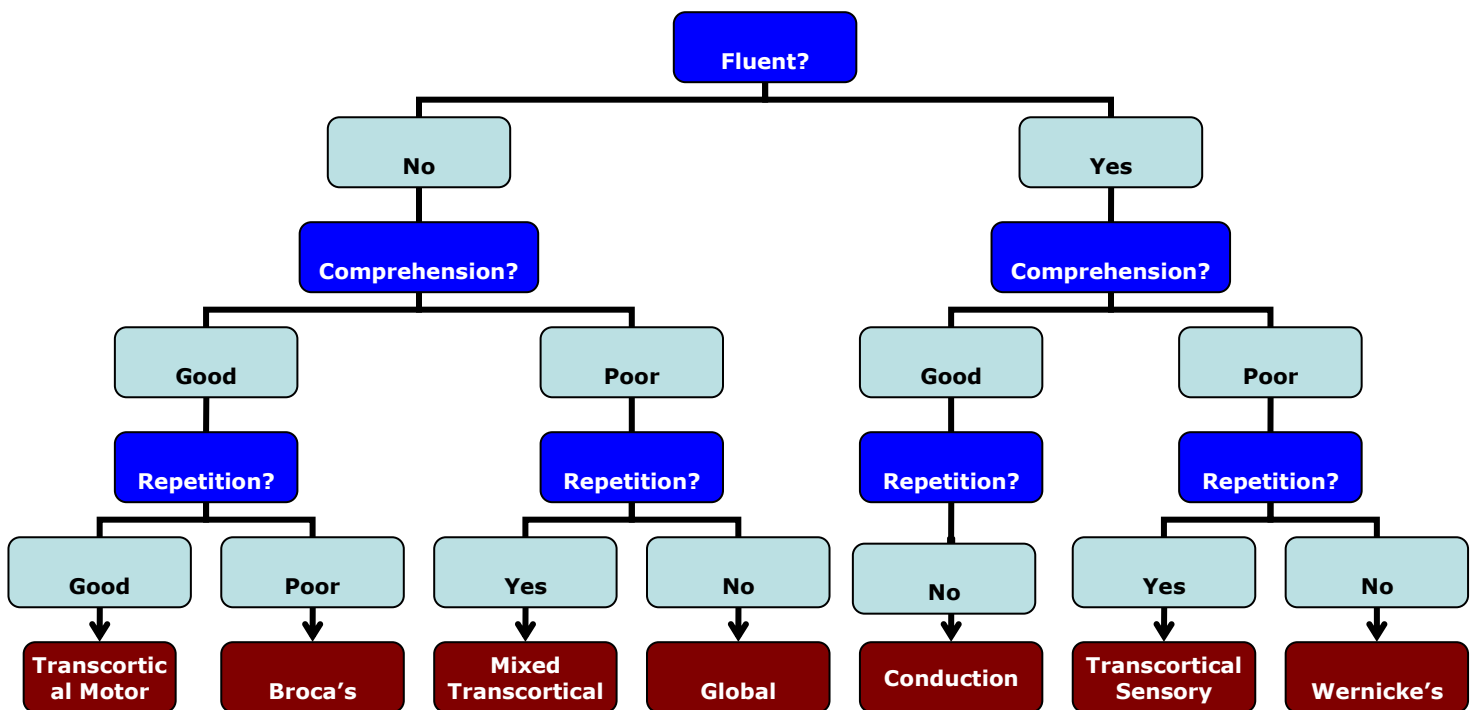 Fluent?
No
Yes
Comprehension?
Comprehension?
Good
Poor
Good
Poor
Repetition?
Repetition?
Repetition?
Repetition?
Good
Poor
Yes
No
No
Yes
No
Transcortic
al Motor
Broca’s
Mixed
Transcortical
Global
Conduction
Transcortical
Sensory
Wernicke’s